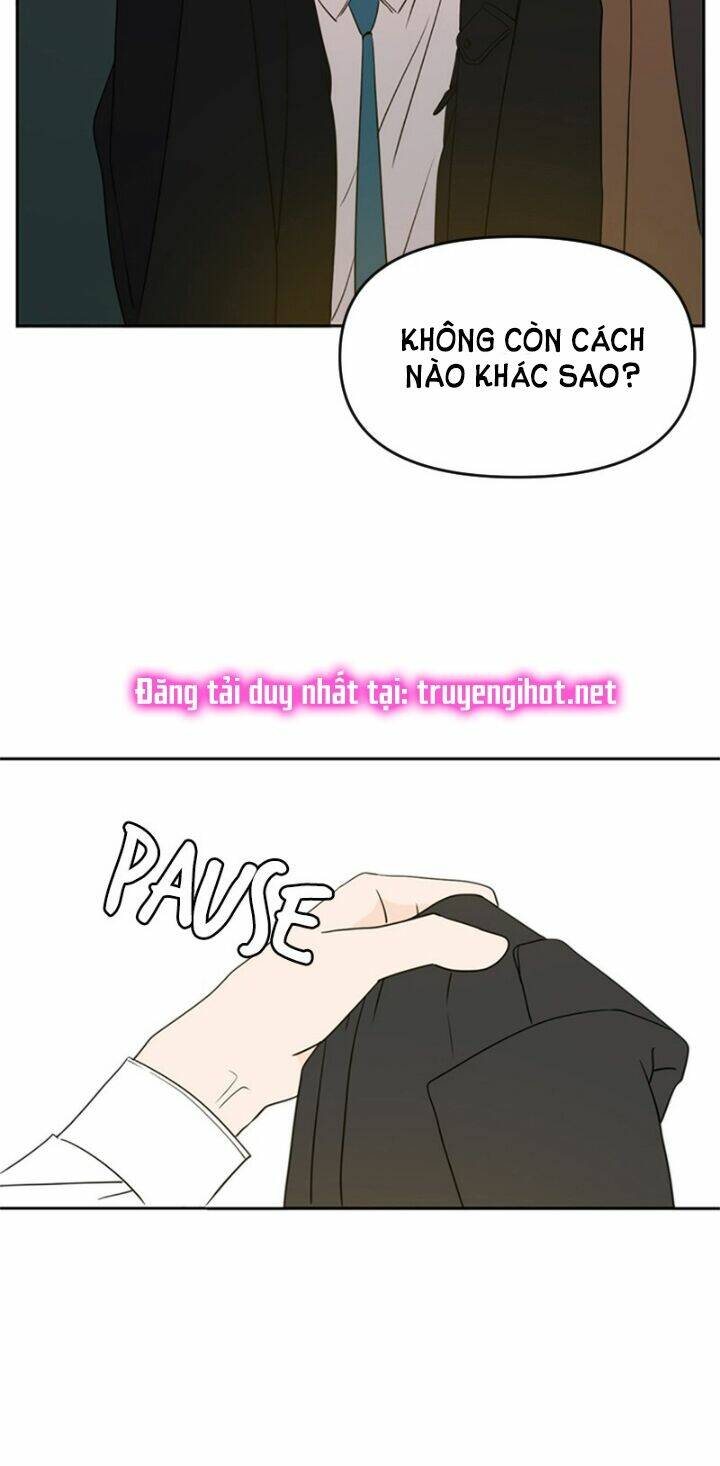 KHÔNG CÒN CÁCH
NÀO KHÁC SAO?
Đăng tải duy nhất tại: truyengihot.net
PAUSE